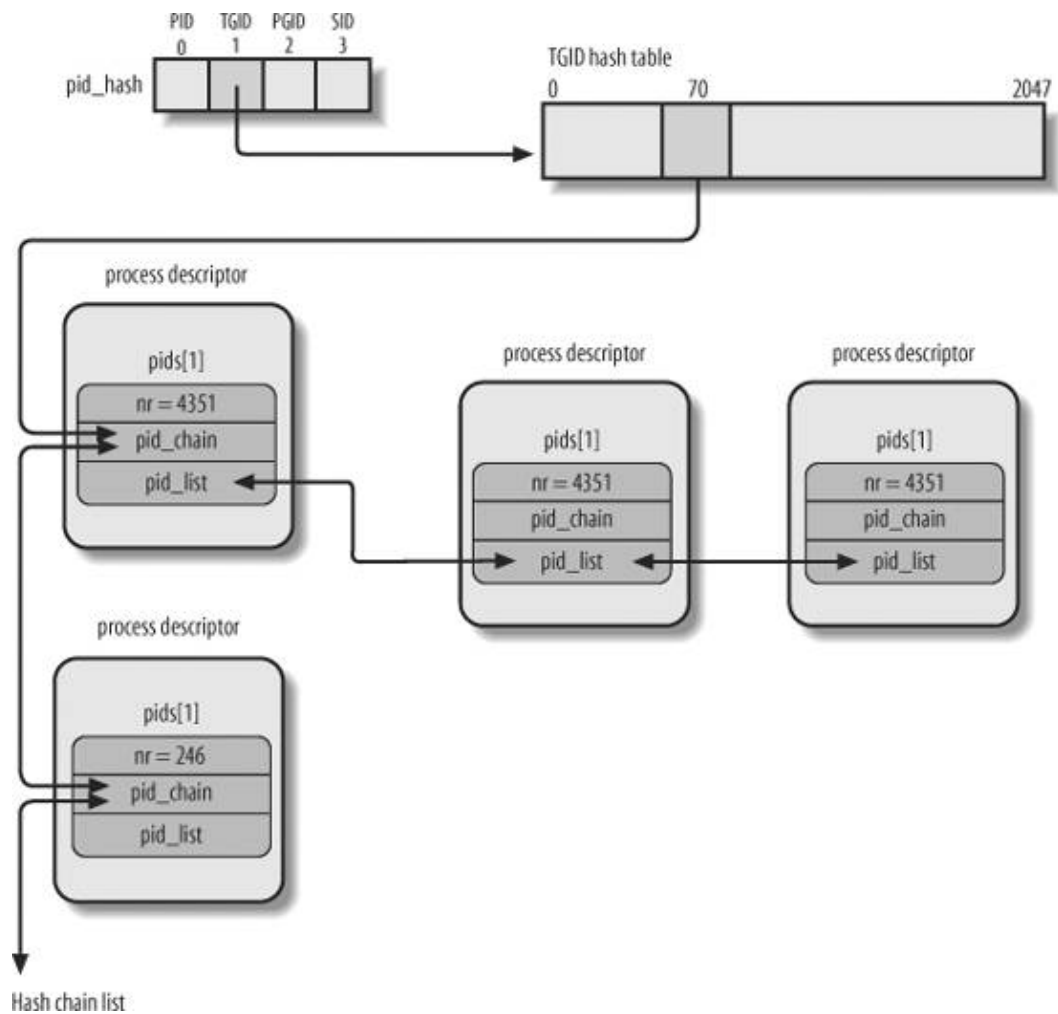 PID TGID PGID SID
0 1 2 3
pid_hash
TGID hash table
0 70 2047
process descriptor
pids[1]
nr = 4351
pid_chain
pid_list
process descriptor
pids[1]
nr = 4351
pid_chain
pid_list
process descriptor
pids[1]
nr = 4351
pid_chain
pid_list
process descriptor
pids[1]
nr = 246
pid_chain
pid_list
Hash chain list